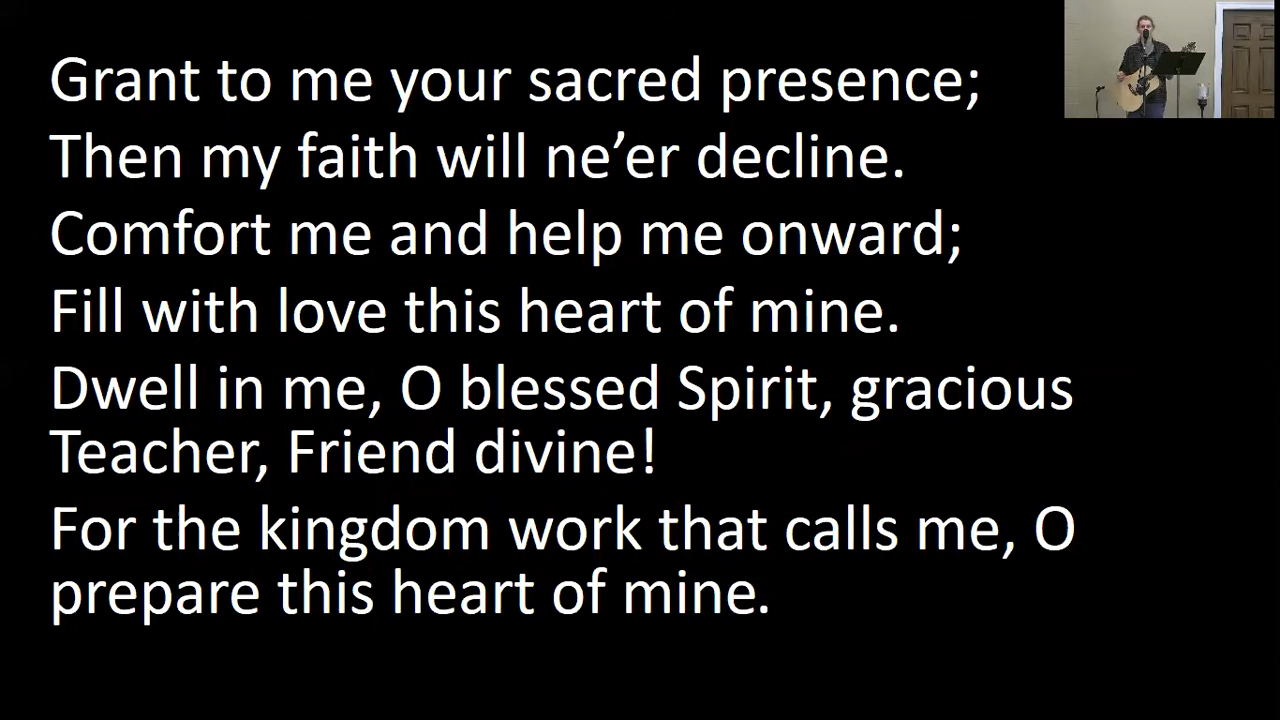 Grant to me your sacred presence;
Then my faith will ne’er decline.
Comfort me and help me onward;
Fill with love this heart of mine.
Dwell in me, O blessed Spirit, gracious
Teacher, Friend divine!
For the kingdom work that calls me, O
prepare this heart of mine.